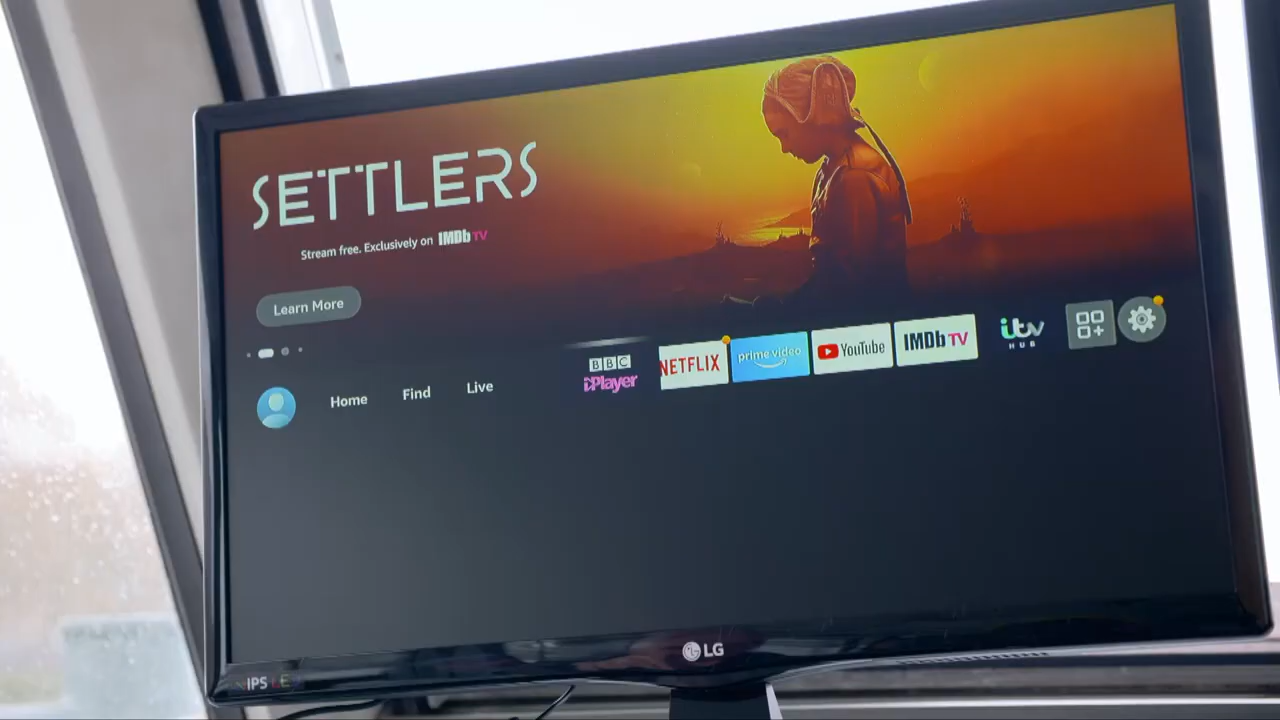 SETTLERS
Stream free. Exclusively on IMDb TV
Learn More
Home Find Live
BBC
iPlayer
NETFLIX
prime video
YouTube
IMDb TV
itv
HUB
LG
IPS LED